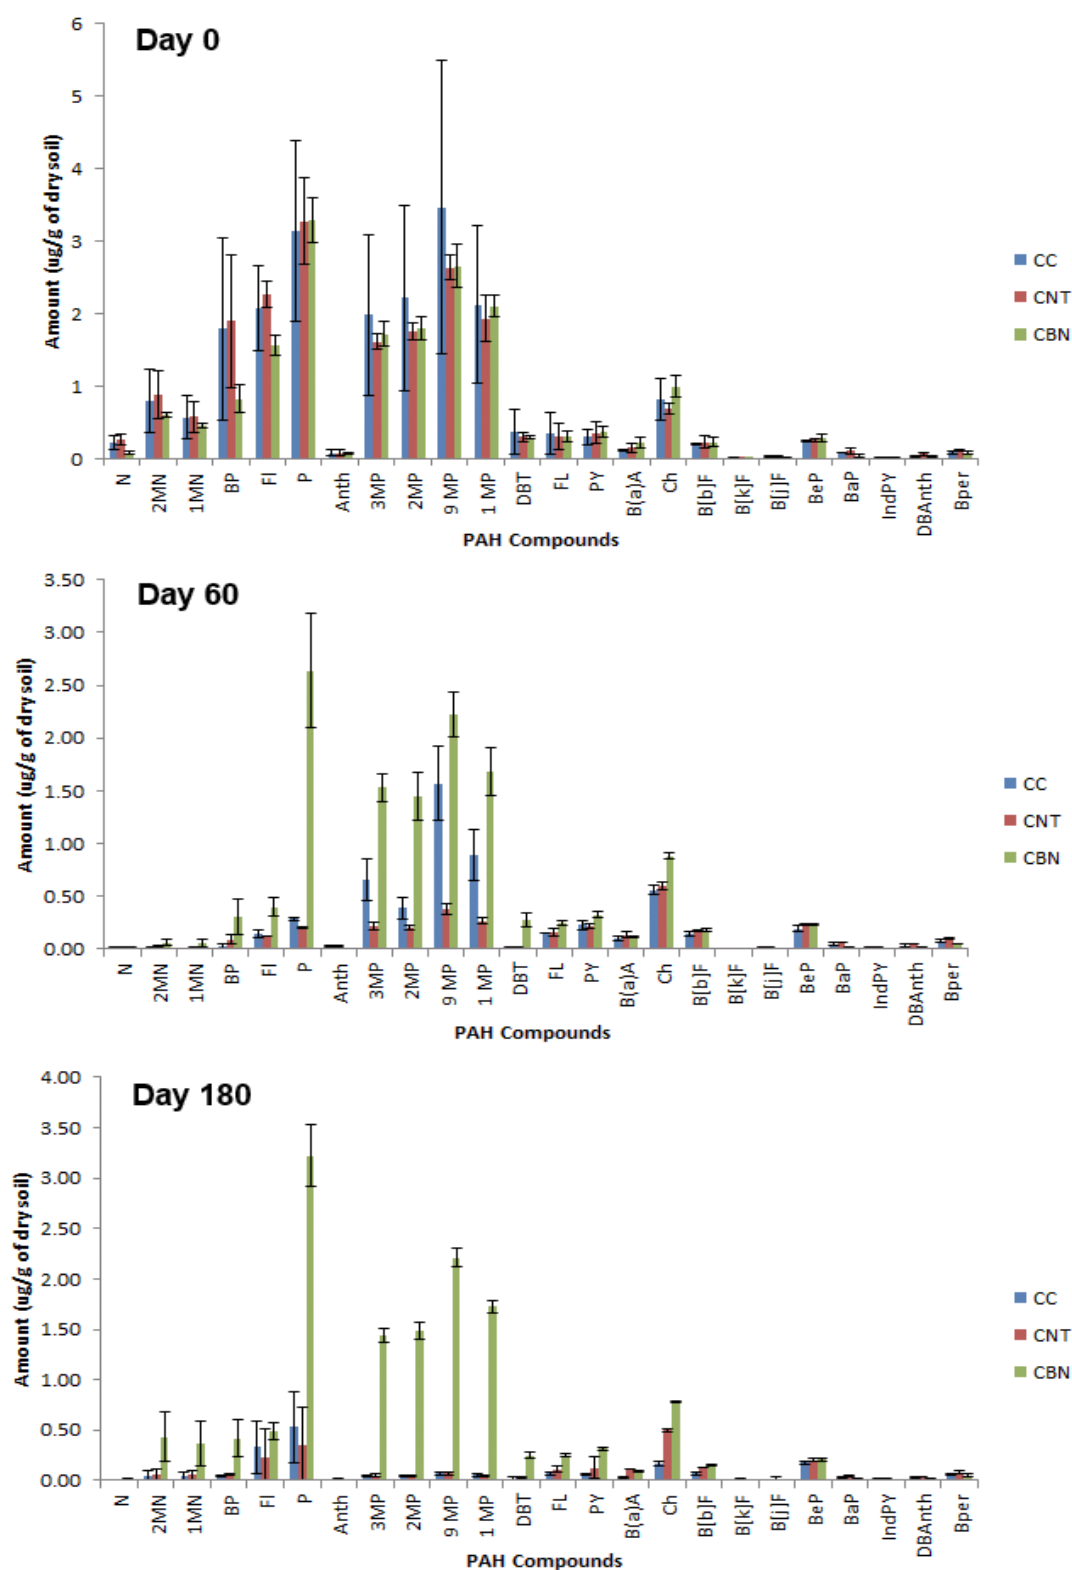 Day 0
6
5
4
3
2
1
0
Amount (ug/g of dry soil)
N 2MN 1MN BP Fl P Anth 3MP 2MP 9 MP 1 MP DBT FL PY B(a)A Ch B[b]F B[k]F B[j]F BeP BaP IndPY DBAnth Bper
PAH Compounds
CC
CNT
CBN
Day 60
3.50
3.00
2.50
2.00
1.50
1.00
0.50
0.00
Amount (ug/g of dry soil)
N 2MN 1MN BP Fl P Anth 3MP 2MP 9 MP 1 MP DBT FL PY B(a)A Ch B[b]F B[k]F B[j]F BeP BaP IndPY DBAnth Bper
PAH Compounds
CC
CNT
CBN
Day 180
4.00
3.50
3.00
2.50
2.00
1.50
1.00
0.50
0.00
Amount (ug/g of dry soil)
N 2MN 1MN BP Fl P Anth 3MP 2MP 9 MP 1 MP DBT FL PY B(a)A Ch B[b]F B[k]F B[j]F BeP BaP IndPY DBAnth Bper
PAH Compounds
CC
CNT
CBN